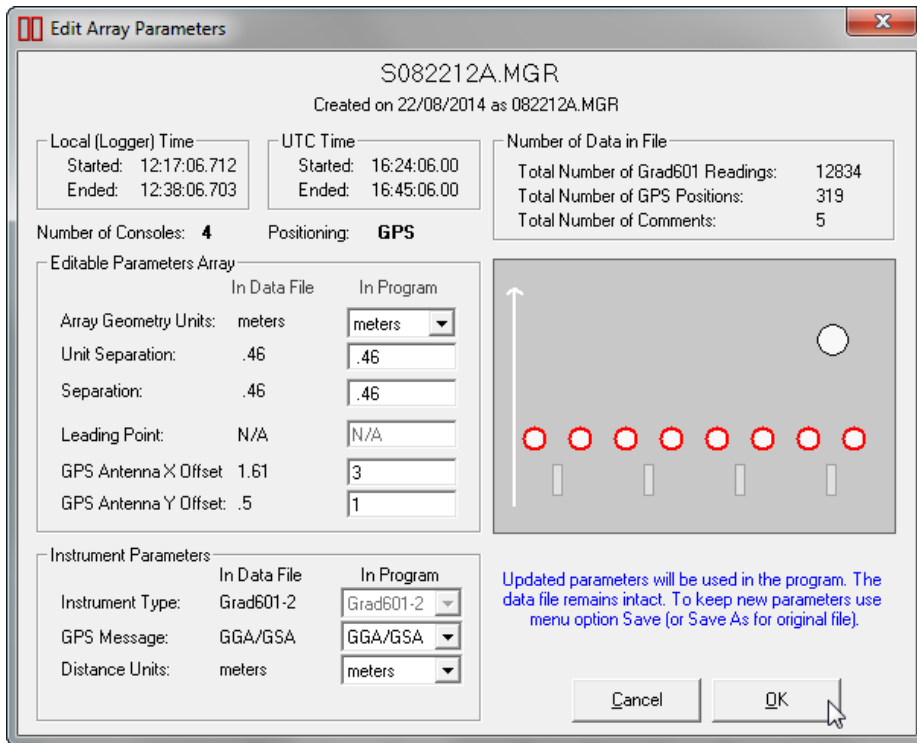 Edit Array Parameters
S082212A.MGR
Created on 22/08/2014 as 082212A.MGR
Local (Logger) Time
Started: 12:17:06.712
Ended: 12:38:06.703
UTC Time
Started: 16:24:06.00
Ended: 16:45:06.00
Number of Data in File
Total Number of Grad601 Readings: 12834
Total Number of GPS Positions: 319
Total Number of Comments: 5
Number of Consoles: 4 Positioning: GPS
Editable Parameters Array
In Data File In Program
Array Geometry Units: meters meters
Unit Separation: .46 .46
Separation: .46 .46
Leading Point: N/A N/A
GPS Antenna X Offset 1.61 3
GPS Antenna Y Offset: .5 1
Instrument Parameters
In Data File In Program
Instrument Type: Grad601-2 Grad601-2
GPS Message: GGA/GSA GGA/GSA
Distance Units: meters meters
Updated parameters will be used in the program. The
data file remains intact. To keep new parameters use
menu option Save (or Save As for original file).
Cancel OK